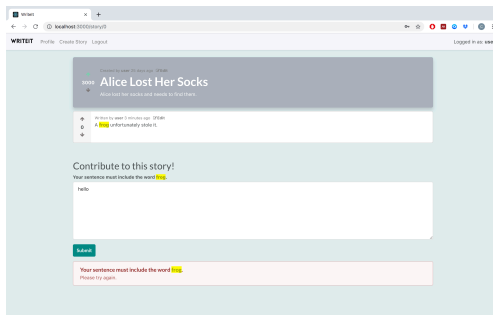 Writeit
localhost:3000/story/0
WRITEIT Profile Create Story Logout
Logged in as: use
Alice Lost Her Socks
Alice lost her socks and needs to find them.
0
Written by user 5 minutes ago
A frog unfortunately stole it.
Contribute to this story!
Your sentence must include the word frog.
hello
Submit
Your sentence must include the word frog.
Please try again.